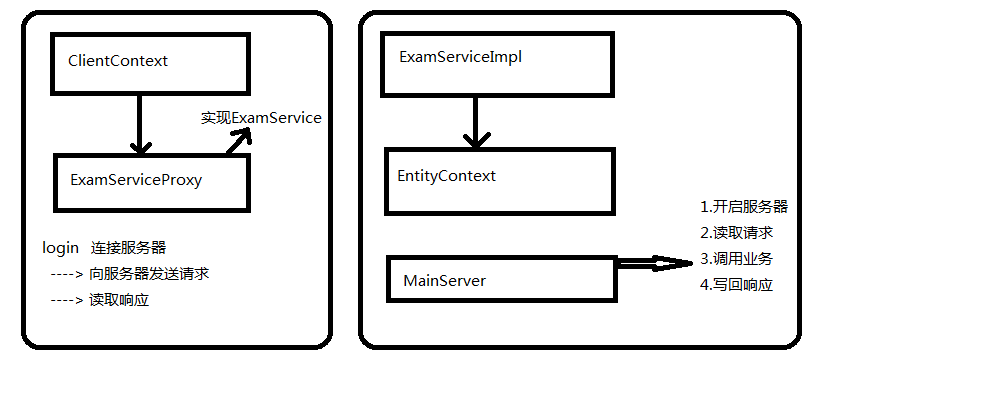 ClientContext
实现ExamService
ExamServiceProxy
login 连接服务器
----> 向服务器发送请求
----> 读取响应
ExamServiceImpl
EntityContext
MainServer
1.开启服务器
2.读取请求
3.调用业务
4.写回响应